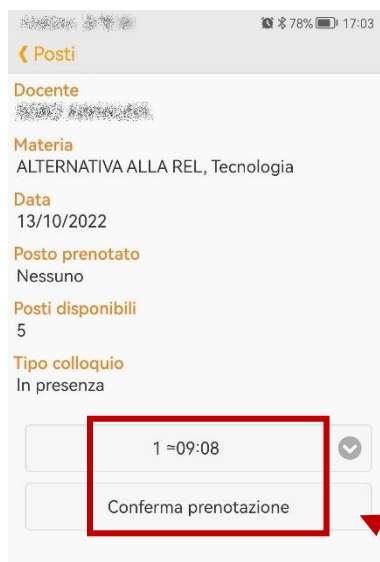 78% 17:03
Posti
Docente
Materia
ALTERNATIVA ALLA REL, Tecnologia
Data
13/10/2022
Posto prenotato
Nessuno
Posti disponibili
5
Tipo colloquio
In presenza
1 ≃09:08
Conferma prenotazione